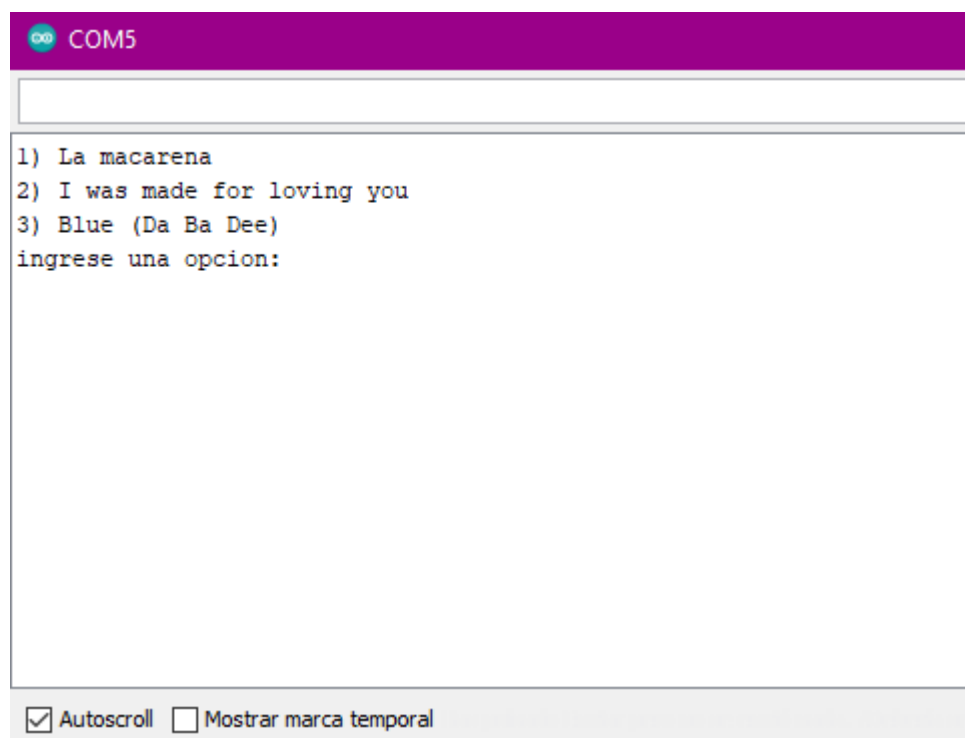 COM5
1) La macarena
2) I was made for loving you
3) Blue (Da Ba Dee)
ingrese una opcion:
Autoscroll Mostrar marca temporal